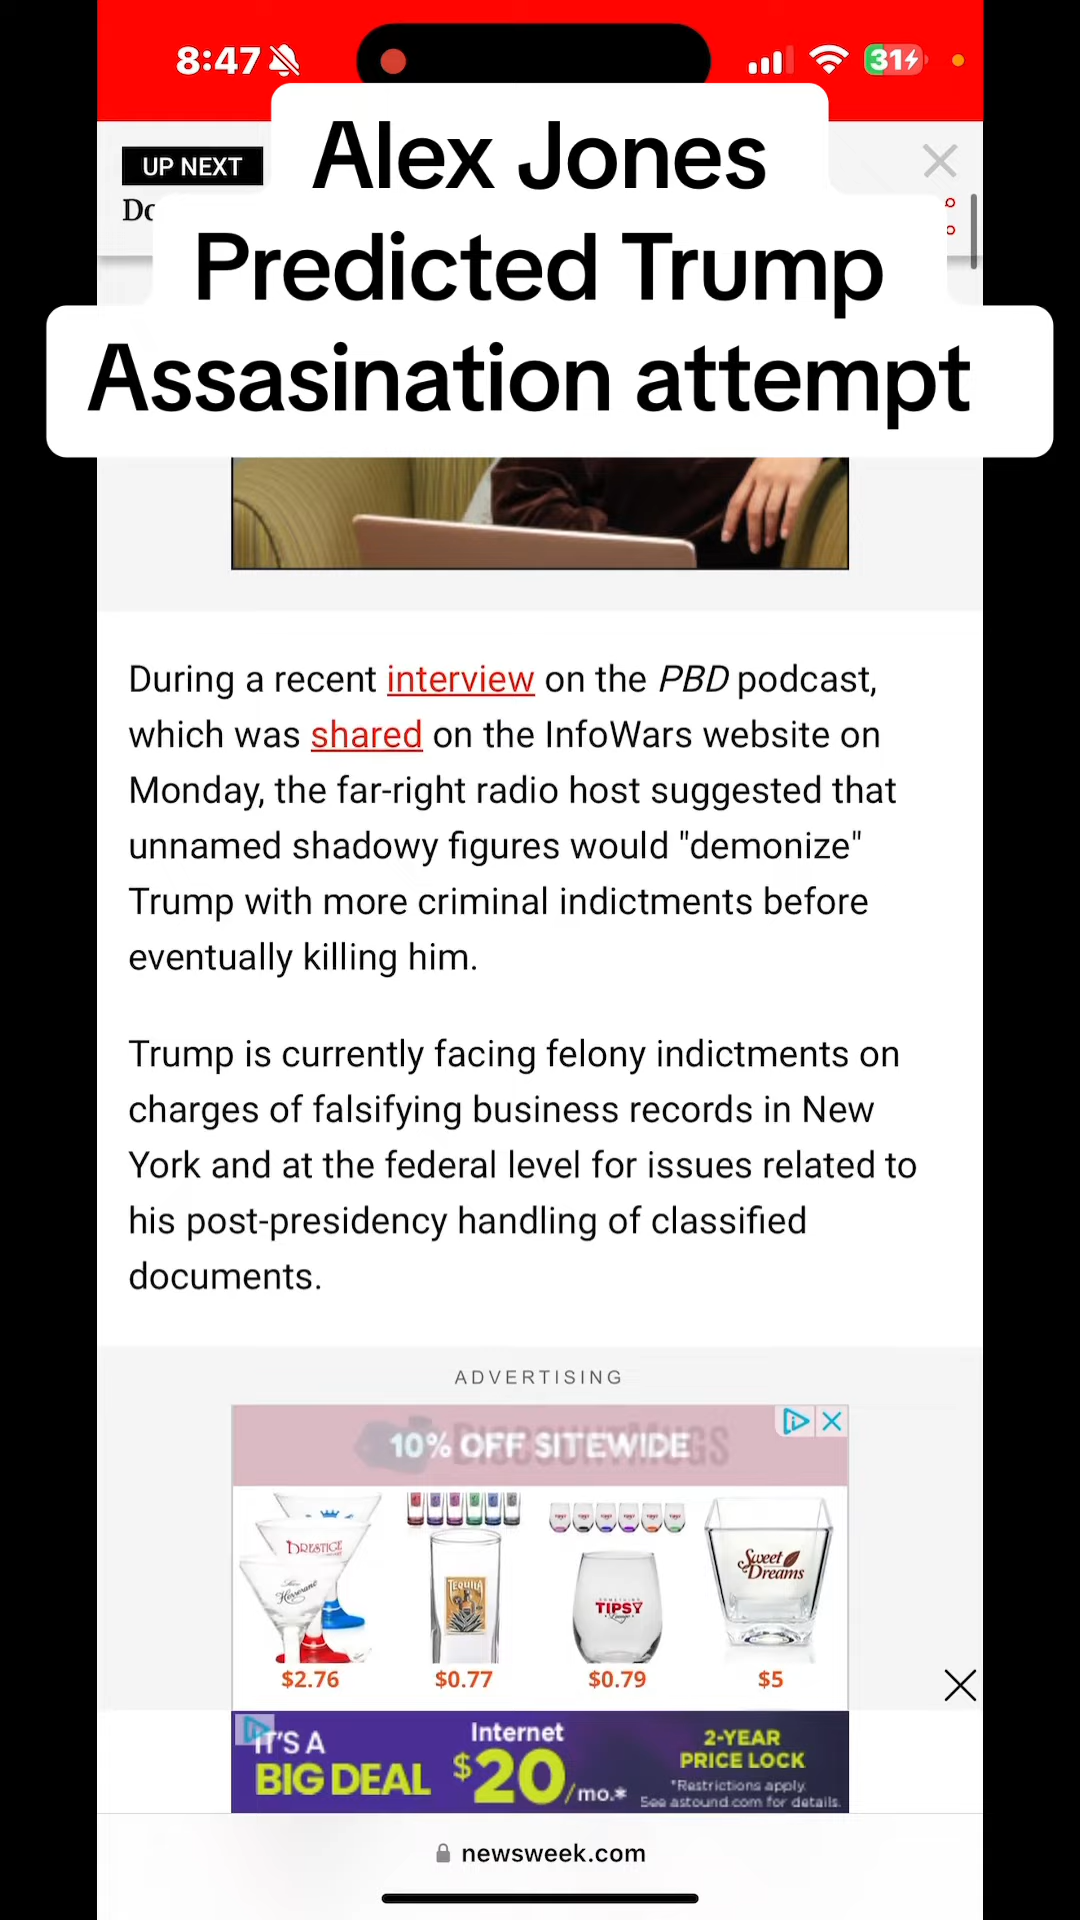 8:47
31
Alex Jones
Predicted Trump
Assasination attempt
UP NEXT
During a recent interview on the PBD podcast,
which was shared on the InfoWars website on
Monday, the far-right radio host suggested that
unnamed shadowy figures would "demonize"
Trump with more criminal indictments before
eventually killing him.
Trump is currently facing felony indictments on
charges of falsifying business records in New
York and at the federal level for issues related to
his post-presidency handling of classified
documents.
ADVERTISING
DISCOUNTMUGS
10% OFF SITEWIDE
PRESTIGE
TEQUILA
TIPSY
Sweet
Dreams
$2.76 $0.77 $0.79 $5
IT'S A
BIG DEAL
Internet
$20/mo.*
2-YEAR
PRICE LOCK
*Restrictions apply.
See astound.com for details.
newsweek.com